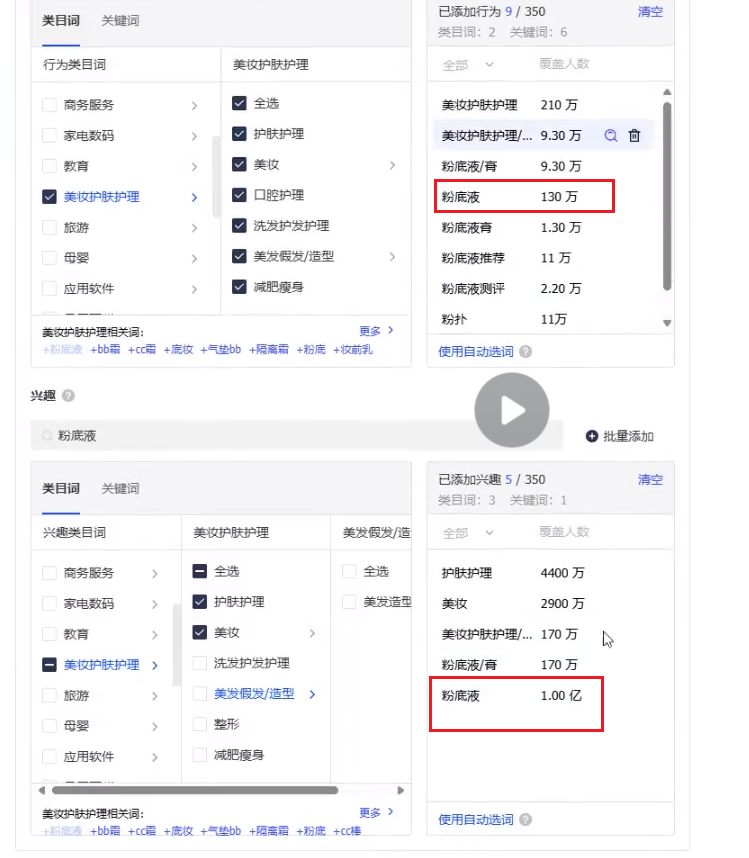 类目词 关键词
行为类目词 美妆护肤护理
商务服务 全选
家电数码 护肤护理
教育 美妆
美妆护肤护理 口腔护理
旅游 洗发护发护理
母婴 美发假发/造型
应用软件 减肥瘦身
美妆护肤护理相关词: 更多
+粉底液 +bb霜 +cc霜 +底妆 +气垫bb +隔离霜 +粉底 +妆前乳
已添加行为 9 / 350 清空
类目词: 2 关键词: 6
全部 覆盖人数
美妆护肤护理 210 万
美妆护肤护理/... 9.30 万
粉底液/膏 9.30 万
粉底液 130 万
粉底液膏 1.30 万
粉底液推荐 11 万
粉底液测评 2.20 万
粉扑 11万
使用自动选词 ?
兴趣 ?
粉底液 批量添加
类目词 关键词
兴趣类目词 美妆护肤护理 美发假发/造
商务服务 全选 全选
家电数码 护肤护理 美发造型
教育 美妆
美妆护肤护理 洗发护发护理
旅游 美发假发/造型
母婴 整形
应用软件 减肥瘦身
美妆护肤护理相关词: 更多
+粉底液 +bb霜 +cc霜 +底妆 +气垫bb +隔离霜 +粉底 +cc棒
已添加兴趣 5 / 350 清空
类目词: 3 关键词: 1
全部 覆盖人数
护肤护理 4400 万
美妆 2900 万
美妆护肤护理/... 170 万
粉底液/膏 170 万
粉底液 1.00 亿
使用自动选词 ?